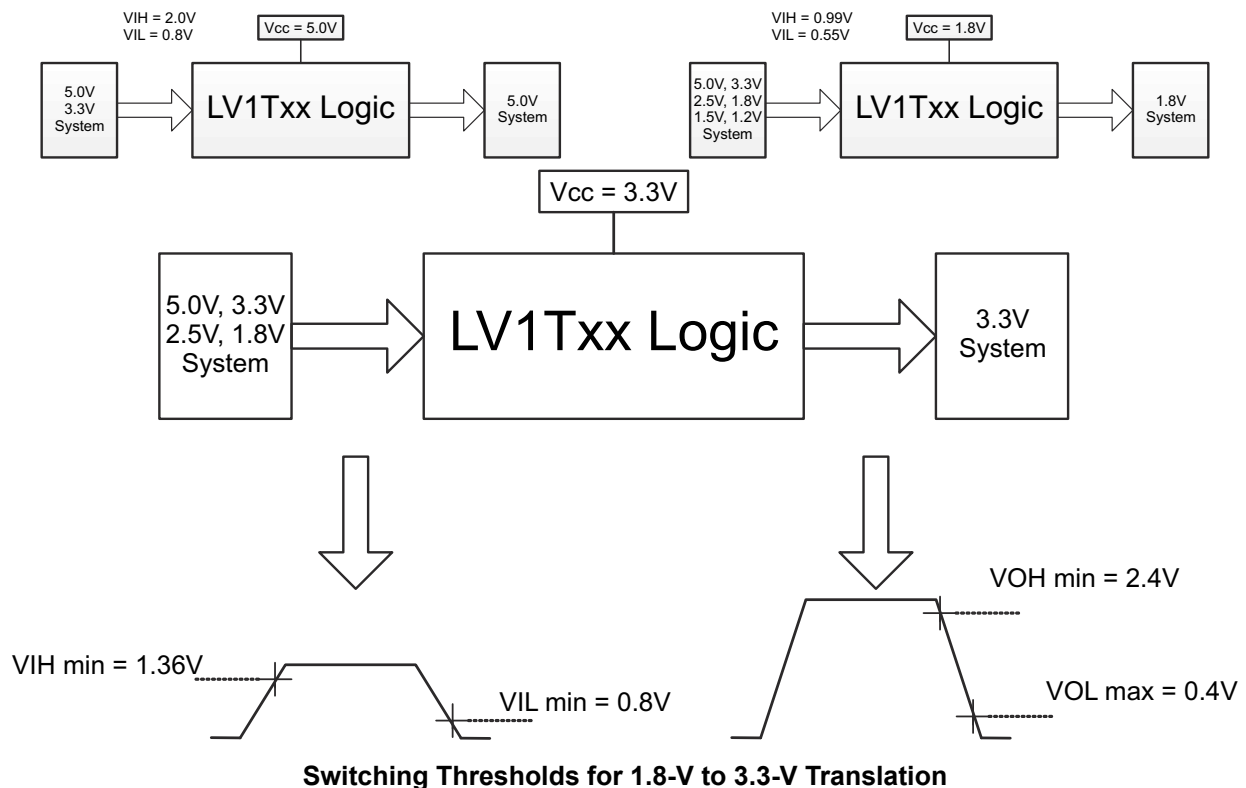 VIH = 2.0V
VIL = 0.8V
Vcc = 5.0V
5.0V
3.3V
System
LV1Txx Logic
5.0V
System
VIH = 0.99V
VIL = 0.55V
Vcc = 1.8V
5.0V, 3.3V
2.5V, 1.8V
1.5V, 1.2V
System
LV1Txx Logic
1.8V
System
Vcc = 3.3V
5.0V, 3.3V
2.5V, 1.8V
System
LV1Txx Logic
3.3V
System
VIH min = 1.36V
VIL min = 0.8V
VOH min = 2.4V
VOL max = 0.4V
Switching Thresholds for 1.8-V to 3.3-V Translation